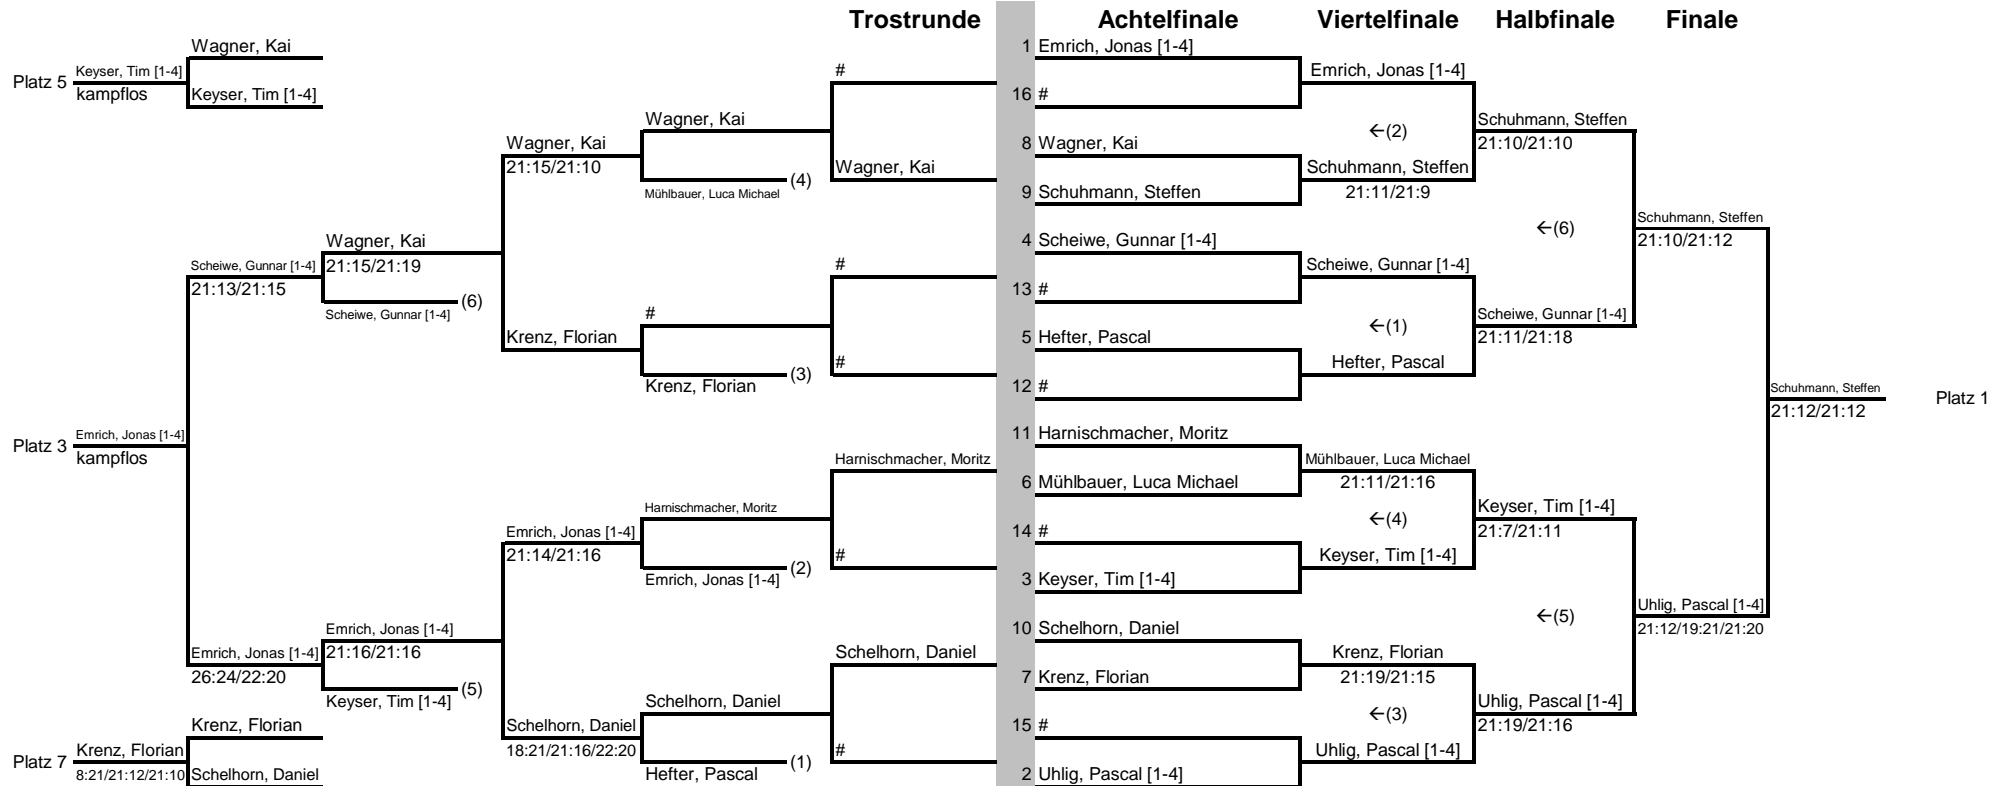 Trostrunde Achtelfinale Viertelfinale Halbfinale Finale
Wagner, Kai
Platz 5 Keyser, Tim [1-4]
kampflos
Keyser, Tim [1-4]
Platz 3 Emrich, Jonas [1-4]
kampflos
Scheiwe, Gunnar [1-4]
21:13/21:15
Emrich, Jonas [1-4]
26:24/22:20
Krenz, Florian
Platz 7 Krenz, Florian
8:21/21:12/21:10
Schelhorn, Daniel
Wagner, Kai
21:15/21:19
(6)
Scheiwe, Gunnar [1-4]
Emrich, Jonas [1-4]
21:16/21:16
(5)
Keyser, Tim [1-4]
Wagner, Kai
21:15/21:10
Krenz, Florian
Emrich, Jonas [1-4]
21:14/21:16
Schelhorn, Daniel
18:21/21:16/22:20
Wagner, Kai
(4)
Mühlbauer, Luca Michael
#
(3)
Krenz, Florian
Harnischmacher, Moritz
(2)
Emrich, Jonas [1-4]
Schelhorn, Daniel
(1)
Hefter, Pascal
#
Wagner, Kai
#
#
Harnischmacher, Moritz
#
Schelhorn, Daniel
#
1 Emrich, Jonas [1-4]
16 #
8 Wagner, Kai
9 Schuhmann, Steffen
4 Scheiwe, Gunnar [1-4]
13 #
5 Hefter, Pascal
12 #
11 Harnischmacher, Moritz
6 Mühlbauer, Luca Michael
14 #
3 Keyser, Tim [1-4]
10 Schelhorn, Daniel
7 Krenz, Florian
15 #
2 Uhlig, Pascal [1-4]
Emrich, Jonas [1-4]
←(2)
Schuhmann, Steffen
21:11/21:9
Scheiwe, Gunnar [1-4]
←(1)
Hefter, Pascal
Mühlbauer, Luca Michael
21:11/21:16
←(4)
Keyser, Tim [1-4]
Krenz, Florian
21:19/21:15
←(3)
Uhlig, Pascal [1-4]
Schuhmann, Steffen
21:10/21:10
←(6)
Scheiwe, Gunnar [1-4]
21:11/21:18
Keyser, Tim [1-4]
21:7/21:11
←(5)
Uhlig, Pascal [1-4]
21:19/21:16
Schuhmann, Steffen
21:10/21:12
Uhlig, Pascal [1-4]
21:12/19:21/21:20
Schuhmann, Steffen
21:12/21:12
Platz 1